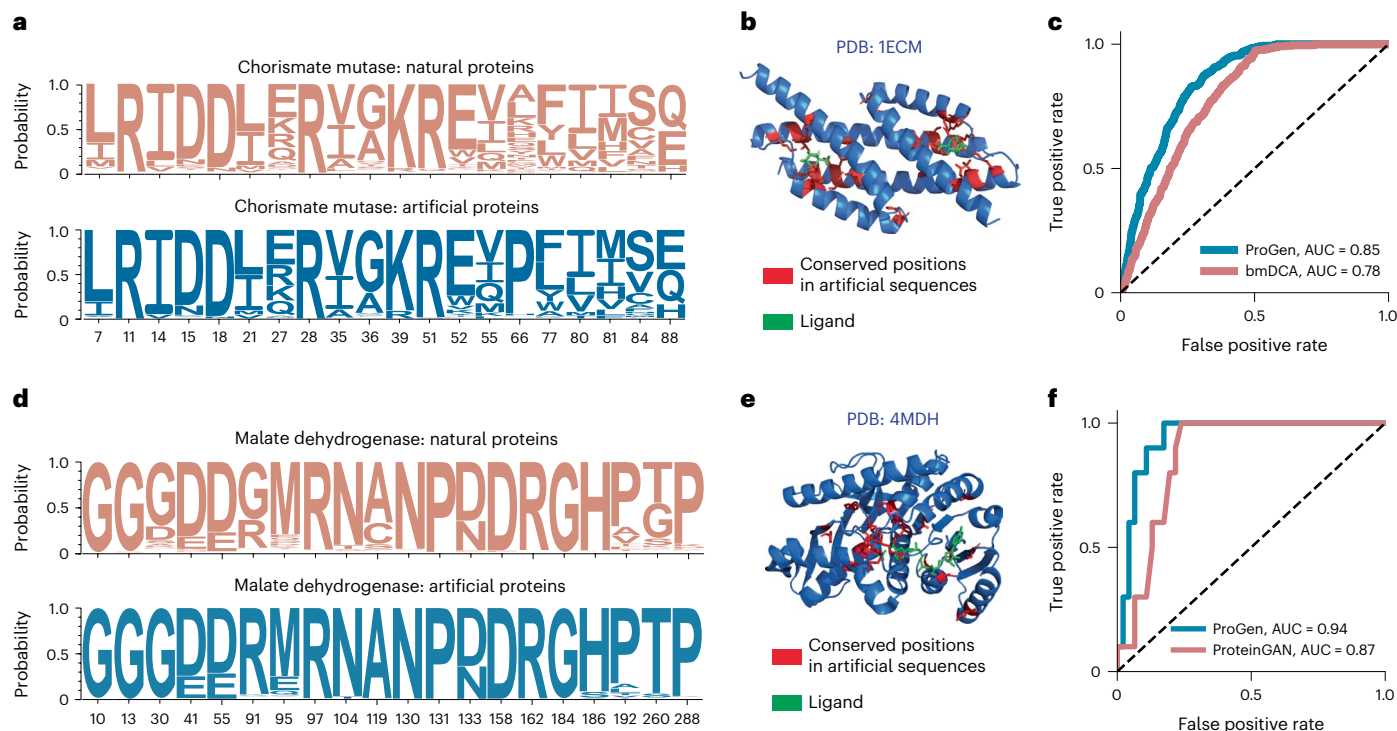 a
Chorismate mutase: natural proteins
Probability
1.0
0.5
0
Chorismate mutase: artificial proteins
Probability
1.0
0.5
0
7 11 14 15 18 21 27 28 35 36 39 51 52 55 66 77 80 81 84 88
b
PDB: 1ECM
Conserved positions
in artificial sequences
Ligand
c
True positive rate
1.0
0.5
0
ProGen, AUC = 0.85
bmDCA, AUC = 0.78
0 0.5 1.0
False positive rate
d
Malate dehydrogenase: natural proteins
Probability
1.0
0.5
0
GGGDDGMRNANPDDRGHPTP
Malate dehydrogenase: artificial proteins
Probability
1.0
0.5
0
GGGDDRMRNANPDDRGHPTP
10 13 30 41 55 91 95 97 104 119 130 131 133 158 162 184 186 192 260 288
e
PDB: 4MDH
Conserved positions
in artificial sequences
Ligand
f
True positive rate
1.0
0.5
0
ProGen, AUC = 0.94
ProteinGAN, AUC = 0.87
0 0.5 1.0
False positive rate